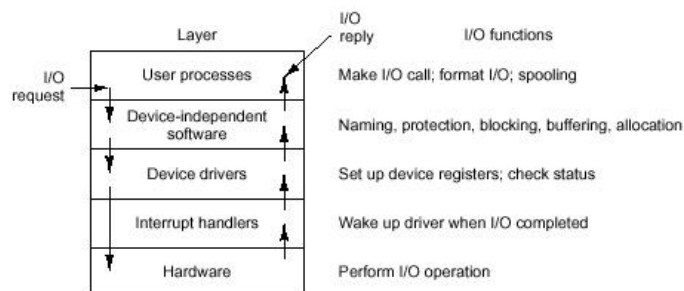 I/O
reply
Layer
I/O functions
I/O
request
User processes
Make I/O call; format I/O; spooling
Device-independent
software
Naming, protection, blocking, buffering, allocation
Device drivers
Set up device registers; check status
Interrupt handlers
Wake up driver when I/O completed
Hardware
Perform I/O operation